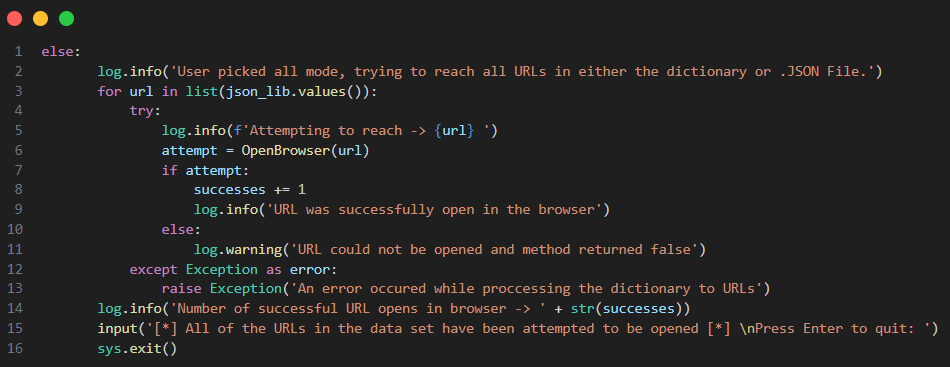 1 else:
2 log.info('User picked all mode, trying to reach all URLs in either the dictionary or .JSON File.')
3 for url in list(json_lib.values()):
4 try:
5 log.info(f'Attempting to reach -> {url} ')
6 attempt = OpenBrowser(url)
7 if attempt:
8 successes += 1
9 log.info('URL was successfully open in the browser')
10 else:
11 log.warning('URL could not be opened and method returned false')
12 except Exception as error:
13 raise Exception('An error occured while proccessing the dictionary to URLs')
14 log.info('Number of successful URL opens in browser -> ' + str(successes))
15 input('[*] All of the URLs in the data set have been attempted to be opened [*] \nPress Enter to quit: ')
16 sys.exit()